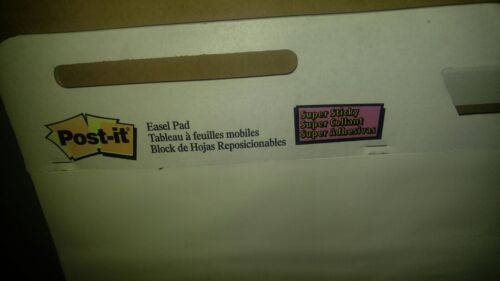 Post-it
Easel Pad
Tableau à feuilles mobiles
Block de Hojas Reposicionables
Super Sticky
Super Collant
Super Adhesivas